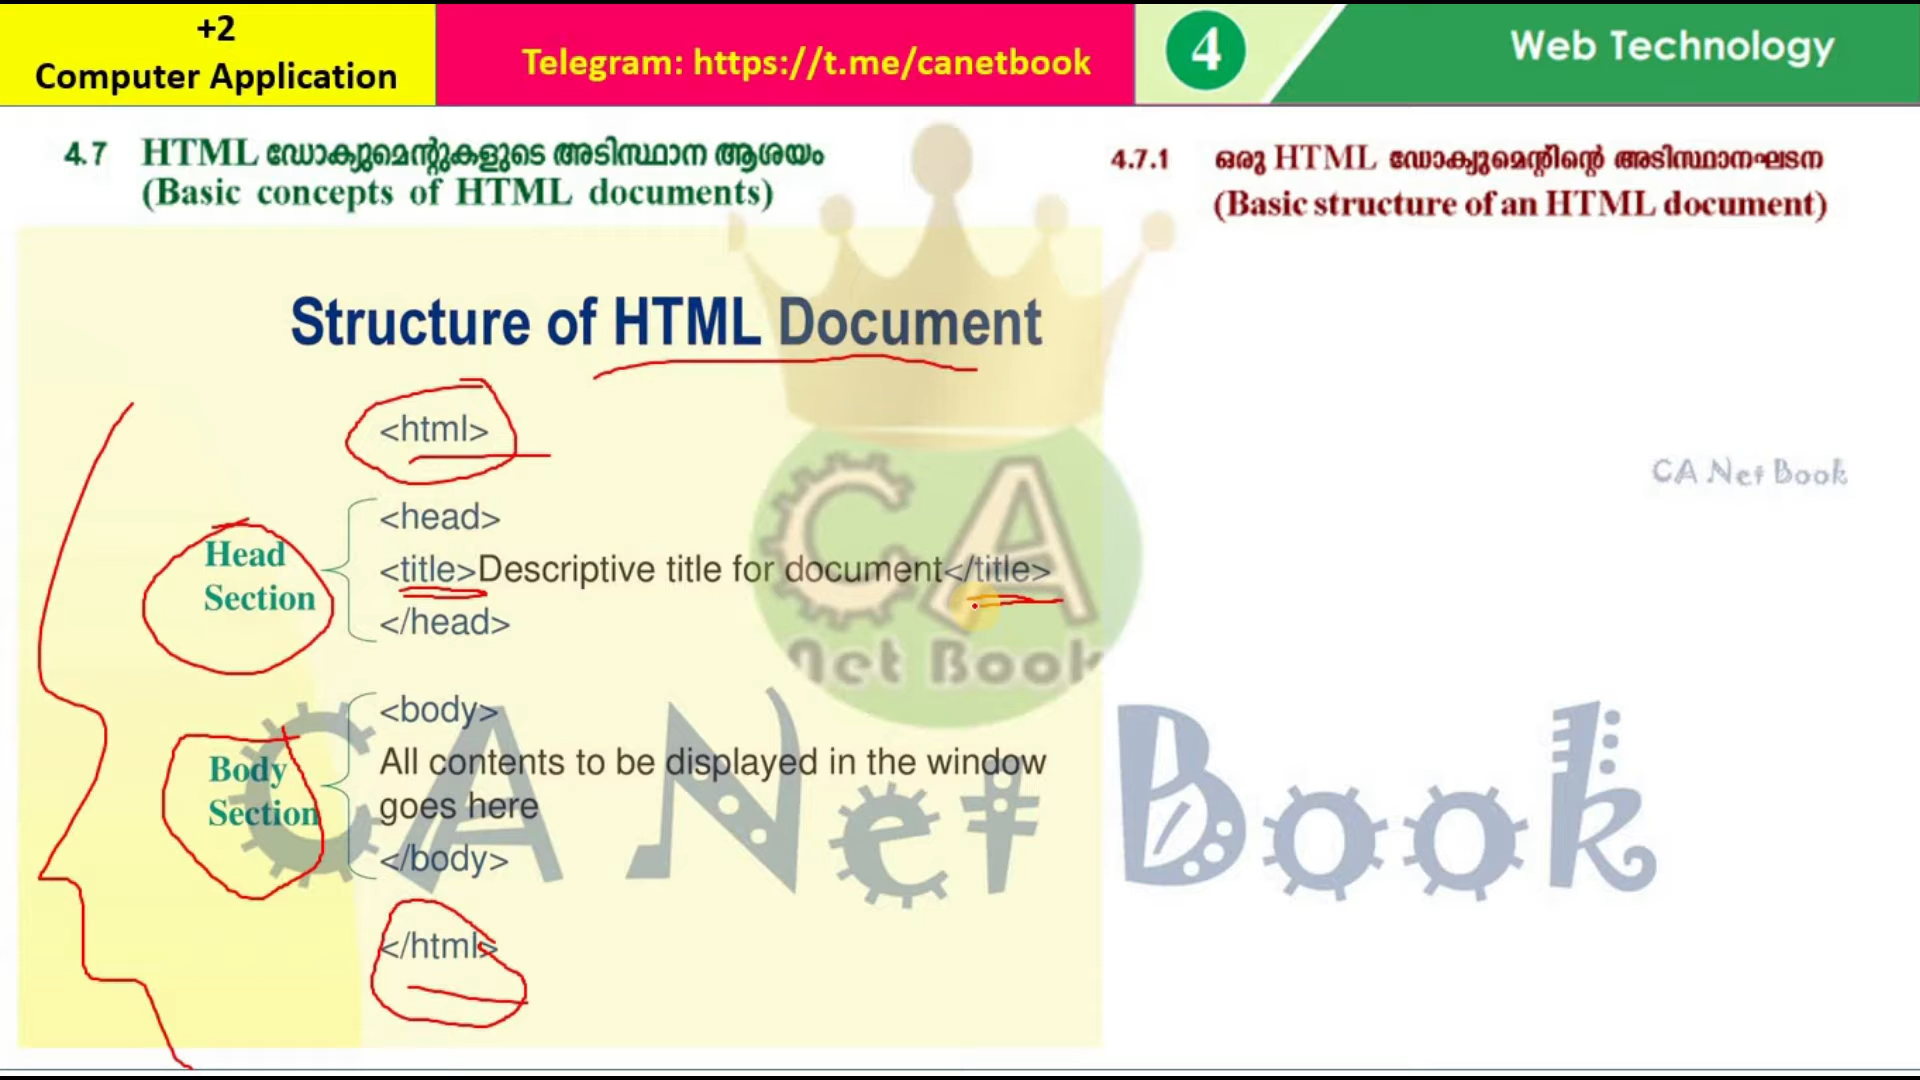 +2
Computer Application
Telegram: https://t.me/canetbook
4
Web Technology
4.7 HTML ഡോക്യുമെന്റുകളുടെ അടിസ്ഥാന ആശയം
(Basic concepts of HTML documents)
4.7.1 ഒരു HTML ഡോക്യുമെന്റിന്റെ അടിസ്ഥാനഘടന
(Basic structure of an HTML document)
Structure of HTML Document
<html>
Head
Section
<head>
<title>Descriptive title for document</title>
</head>
Body
Section
<body>
All contents to be displayed in the window
goes here
</body>
</html>
CA
Net Book
CA Net Book
CA Net Book